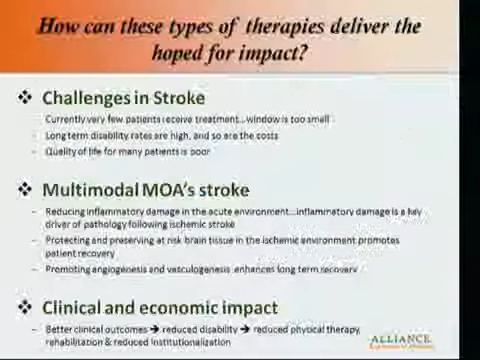 How can these types of therapies deliver the
hoped for impact?
❖ Challenges in Stroke
- Currently very few patients receive treatment...window is too small
- Long term disability rates are high, and so are the costs
- Quality of life for many patients is poor
❖ Multimodal MOA's stroke
- Reducing inflammatory damage in the acute environment...inflammatory damage is a key
driver of pathology following ischemic stroke
- Protecting and preserving at risk brain tissue in the ischemic environment promotes
patient recovery
- Promoting angiogenesis and vasculogenesis enhances long term recovery
❖ Clinical and economic impact
- Better clinical outcomes ➔ reduced disability ➔ reduced physical therapy,
rehabilitation & reduced institutionalization
ALLIANCE